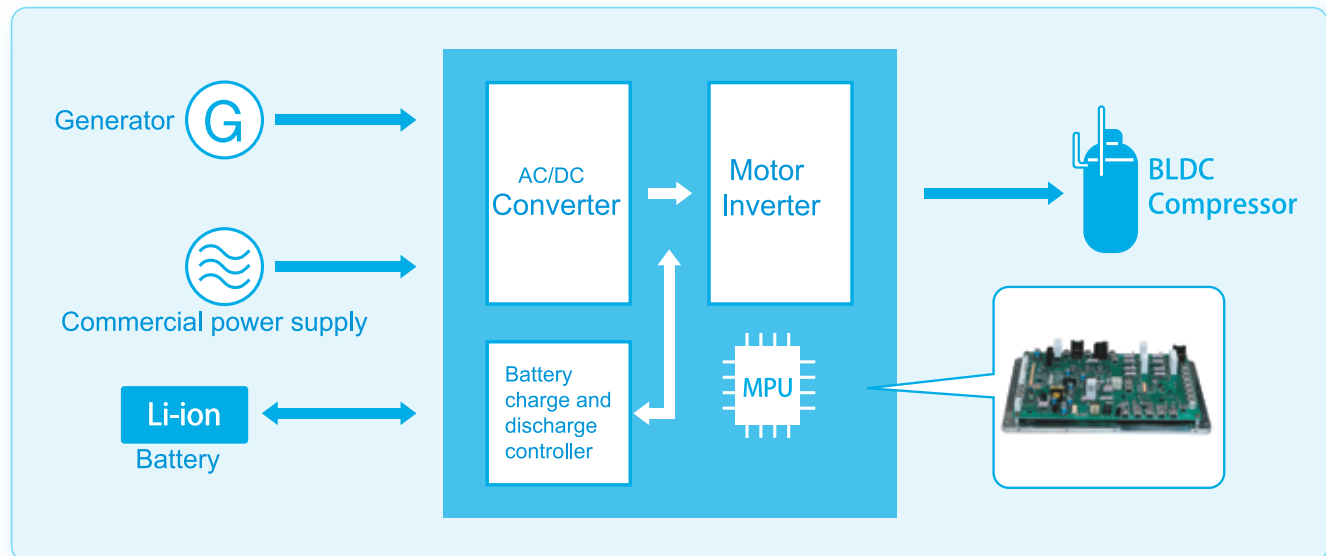 Generator
G
Commercial power supply
Li-ion
Battery
AC/DC
Converter
Motor
Inverter
Battery
charge and
discharge
controller
MPU
BLDC
Compressor